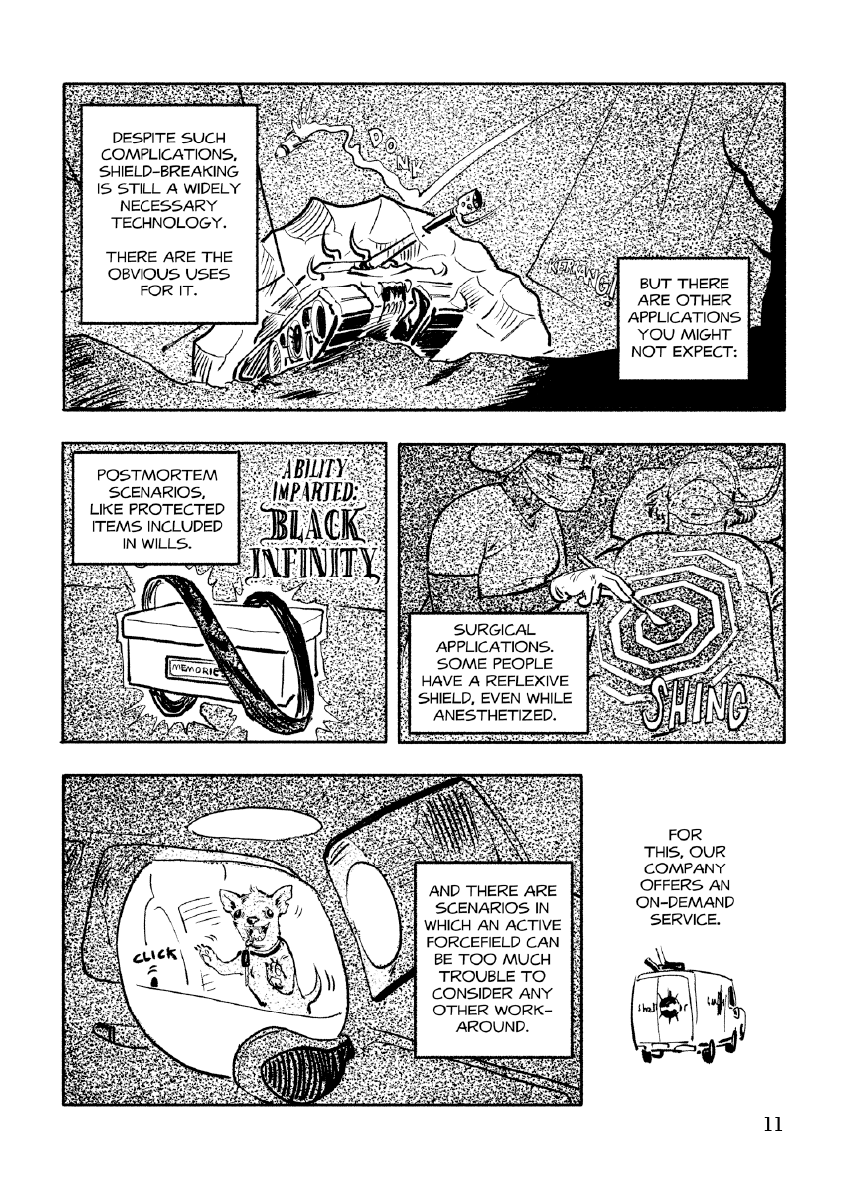 DESPITE SUCH
COMPLICATIONS,
SHIELD-BREAKING
IS STILL A WIDELY
NECESSARY
TECHNOLOGY.
THERE ARE THE
OBVIOUS USES
FOR IT.
DONK
KRRANG!
BUT THERE
ARE OTHER
APPLICATIONS
YOU MIGHT
NOT EXPECT:
POSTMORTEM
SCENARIOS,
LIKE PROTECTED
ITEMS INCLUDED
IN WILLS.
ABILITY
IMPARTED:
BLACK
INFINITY
MEMORIES
SURGICAL
APPLICATIONS.
SOME PEOPLE
HAVE A REFLEXIVE
SHIELD, EVEN WHILE
ANESTHETIZED.
SHING
CLICK
AND THERE ARE
SCENARIOS IN
WHICH AN ACTIVE
FORCEFIELD CAN
BE TOO MUCH
TROUBLE TO
CONSIDER ANY
OTHER WORK-
AROUND.
FOR
THIS, OUR
COMPANY
OFFERS AN
ON-DEMAND
SERVICE.
11